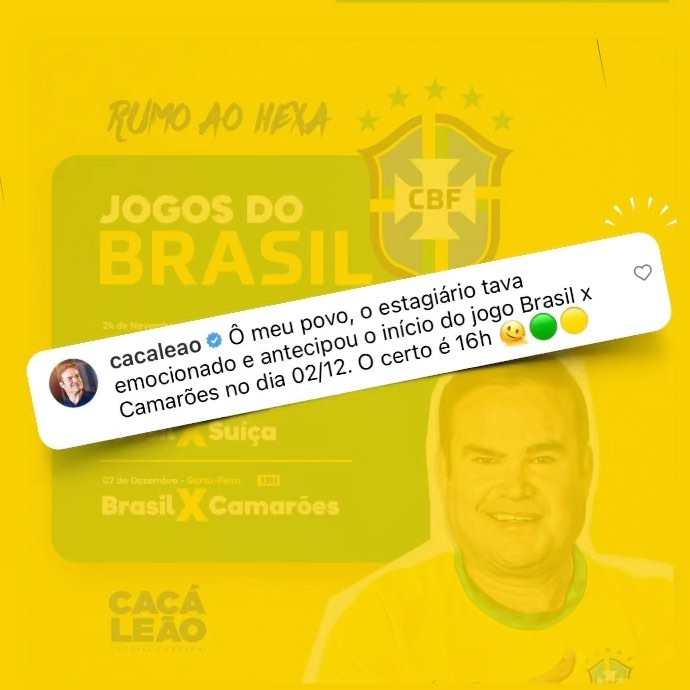 RUMO AO HEXA
CBF
JOGOS DO
BRASIL
24 de Novembro
cacaleao Ô meu povo, o estagiário tava
emocionado e antecipou o início do jogo Brasil x
Camarões no dia 02/12. O certo é 16h 🫠🟢🟡
X Suíça
02 de Dezembro - Sexta-Feira 13H
Brasil X Camarões
CACÁ
LEÃO
DEPUTADO FEDERAL